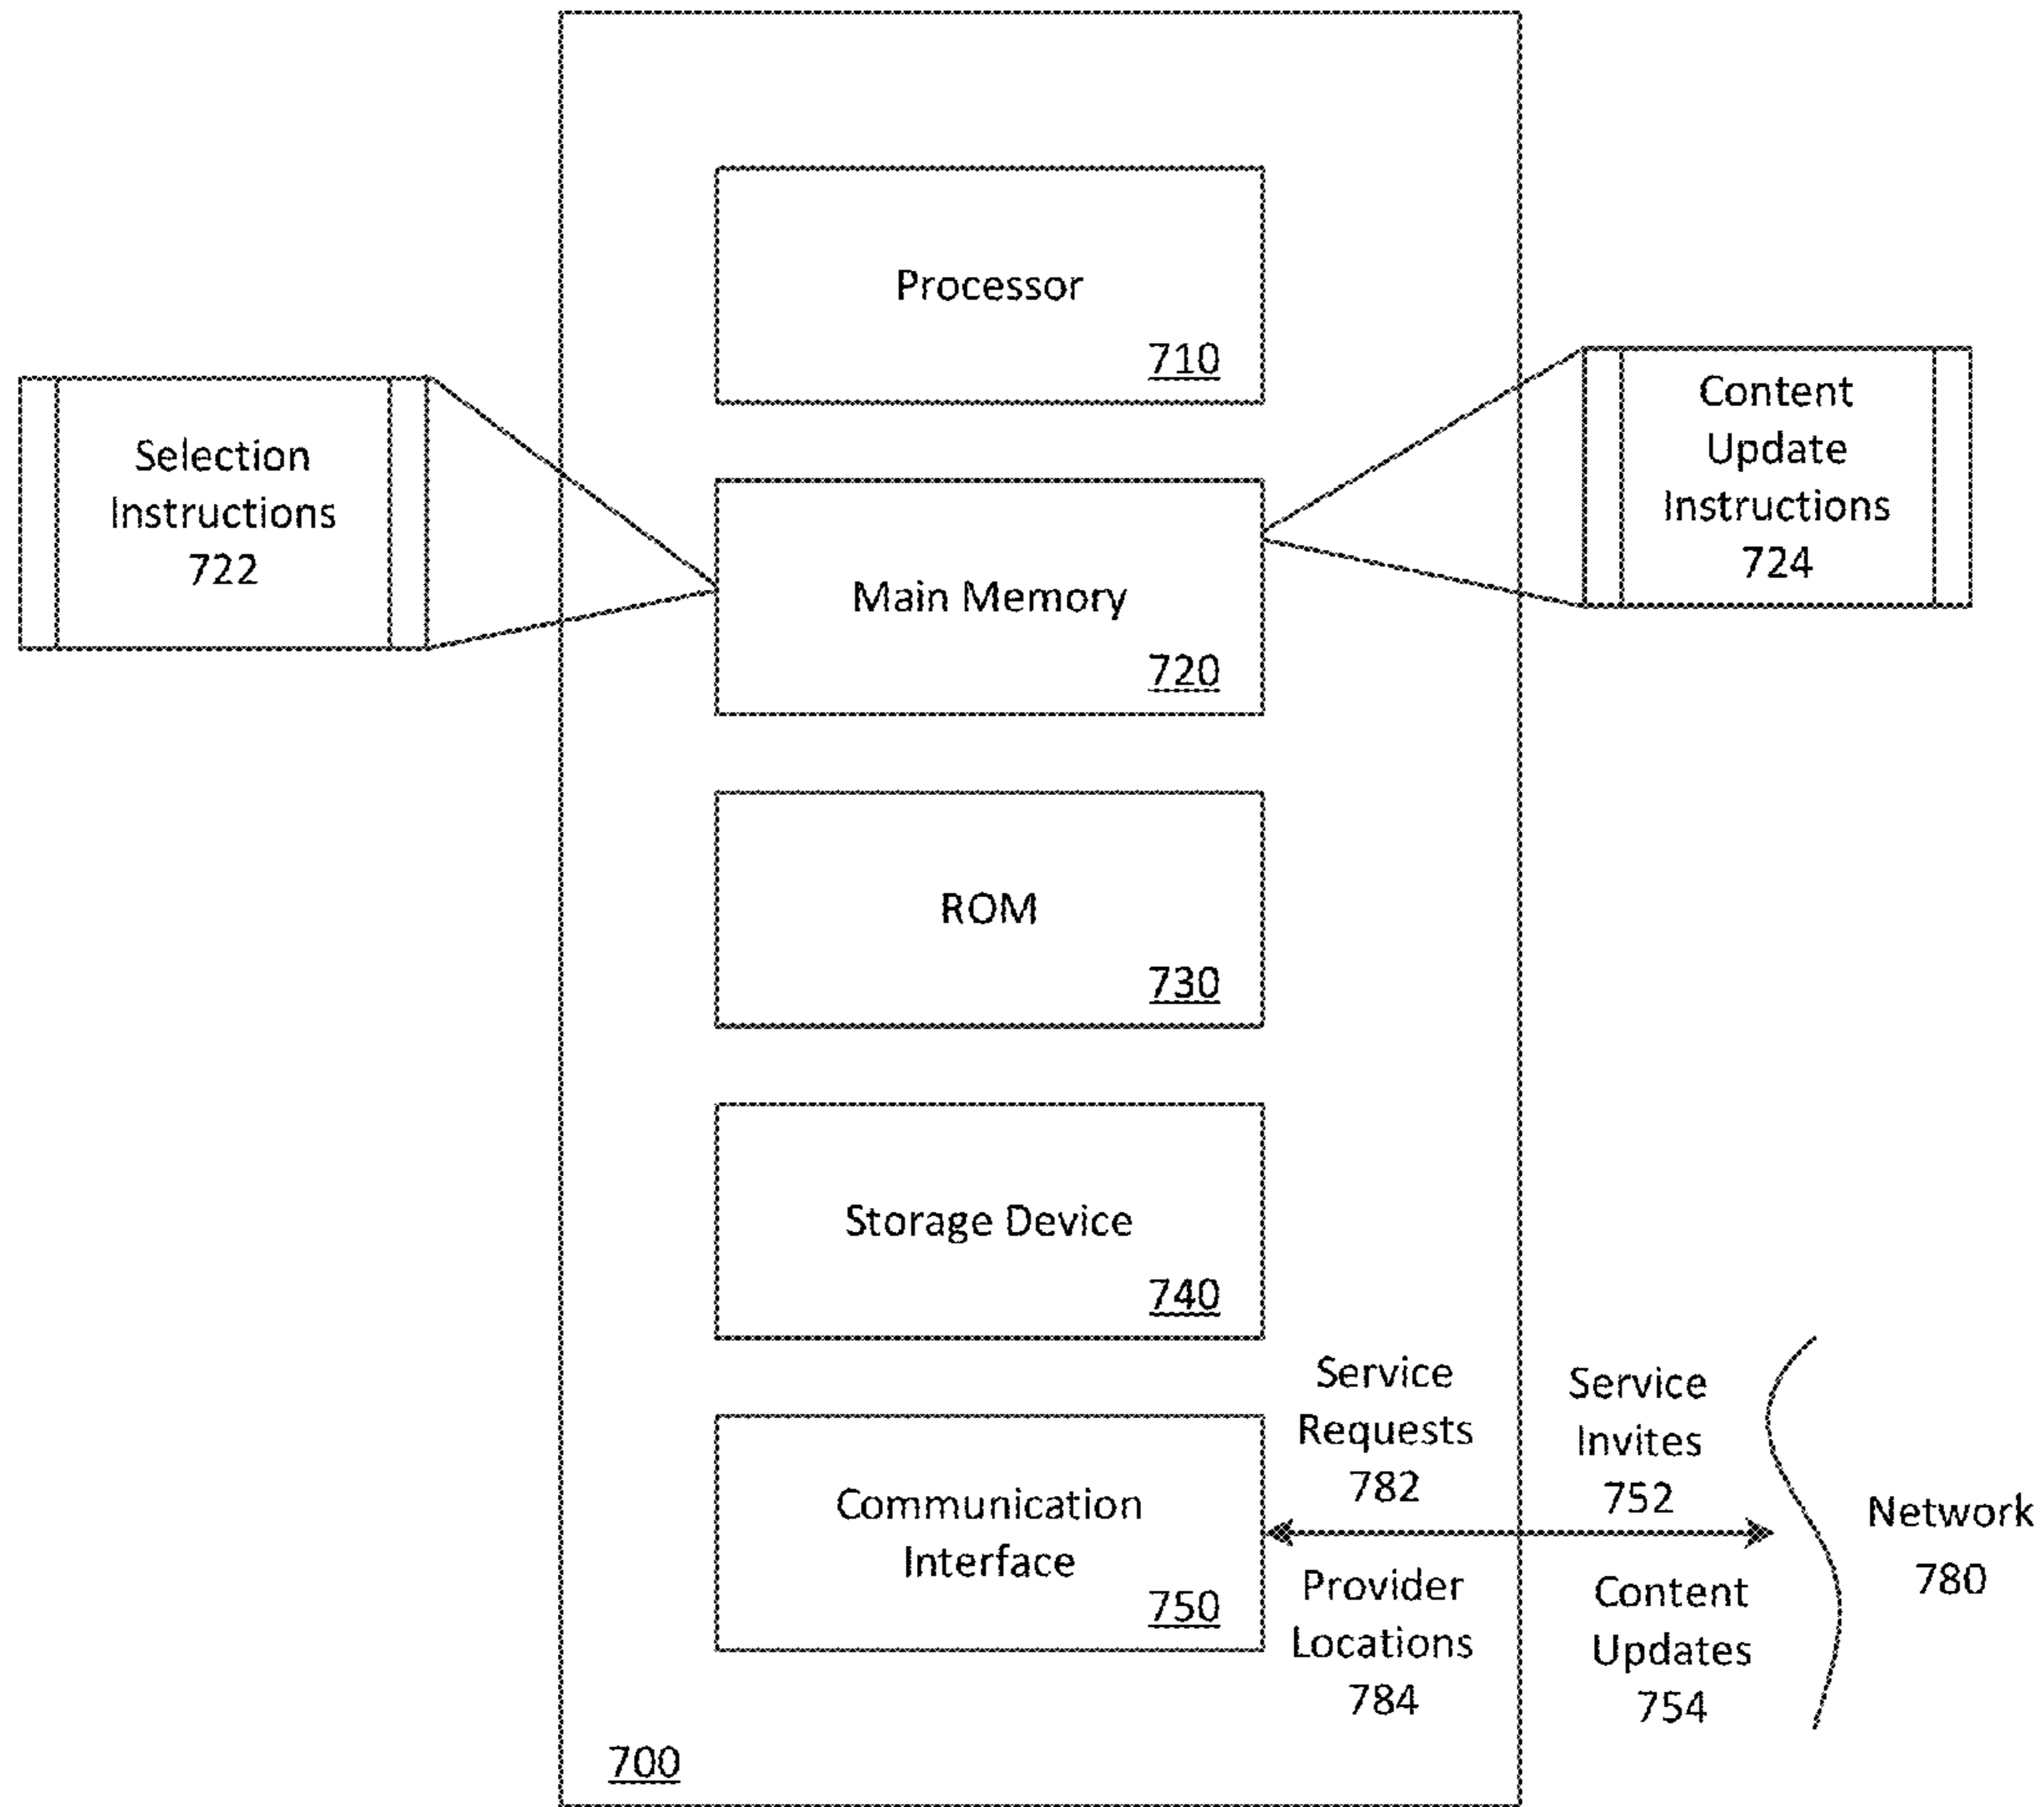 Processor
710
Selection
Instructions
722
Content
Update
Instructions
724
Main Memory
720
ROM
730
Storage Device
740
Communication
Interface
750
Service
Requests
782
Provider
Locations
784
Service
Invites
752
Content
Updates
754
Network
780
700